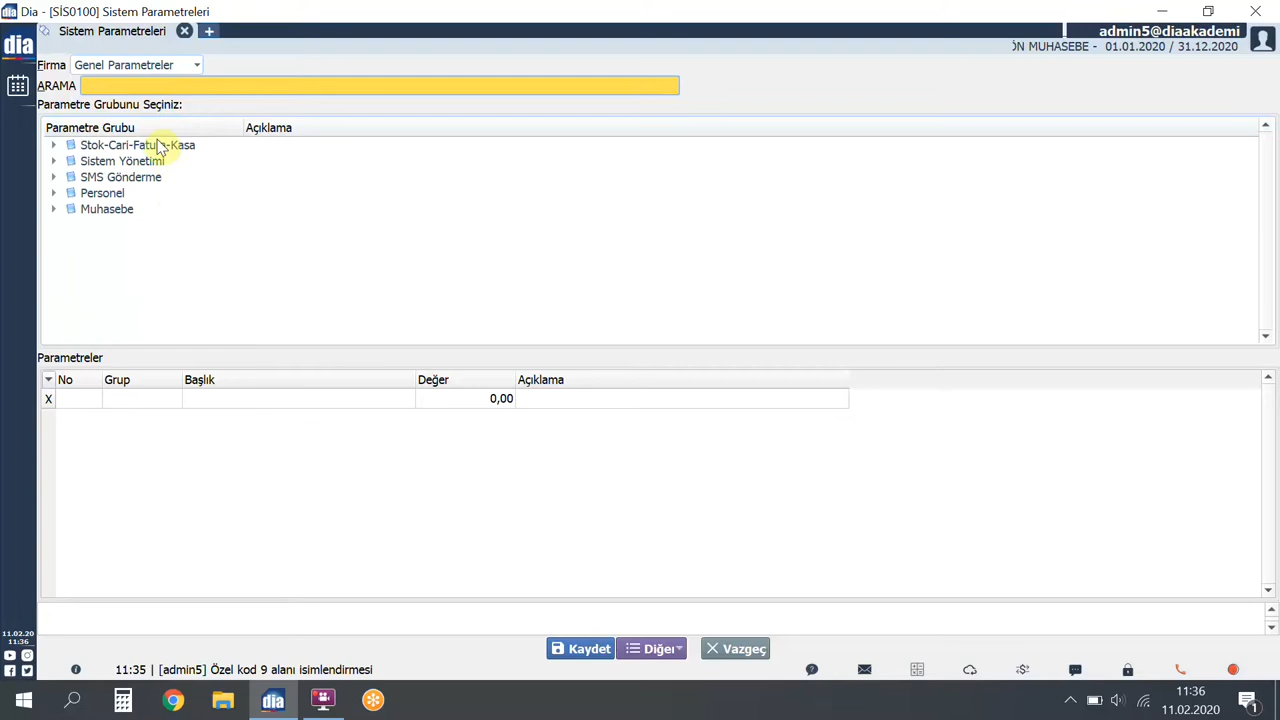 Dia - [SİS0100] Sistem Parametreleri
dia
Sistem Parametreleri
admin5@diaakademi
ÖN MUHASEBE - 01.01.2020 / 31.12.2020
Firma Genel Parametreler
ARAMA
Parametre Grubunu Seçiniz:
Parametre Grubu Açıklama
Stok-Cari-Fatura-Kasa
Sistem Yönetimi
SMS Gönderme
Personel
Muhasebe
Parametreler
No Grup Başlık Değer Açıklama
X 0,00
11.02.20
11:36
Kaydet Diğer Vazgeç
11:35 | [admin5] Özel kod 9 alanı isimlendirmesi
dia
11:36
11.02.2020
1